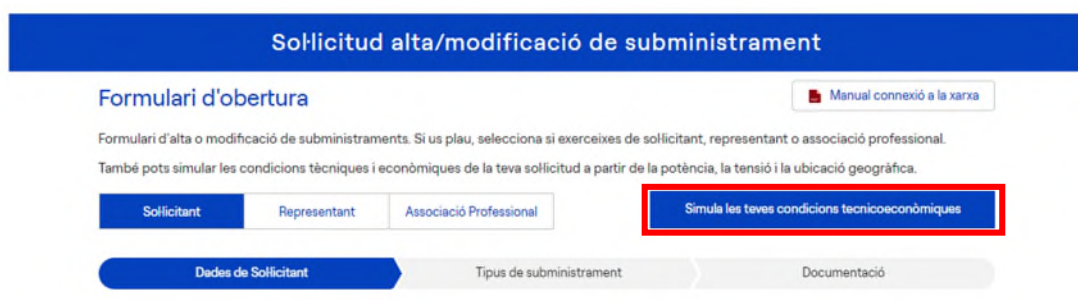 Sol·licitud alta/modificació de subministrament
Formulari d'obertura
Manual connexió a la xarxa
Formulari d'alta o modificació de subministraments. Si us plau, selecciona si exerceixes de sol·licitant, representant o associació professional.
També pots simular les condicions tècniques i econòmiques de la teva sol·licitud a partir de la potència, la tensió i la ubicació geogràfica.
Sol·licitant
Representant
Associació Professional
Simula les teves condicions tecnicoeconòmiques
Dades de Sol·licitant
Tipus de subministrament
Documentació